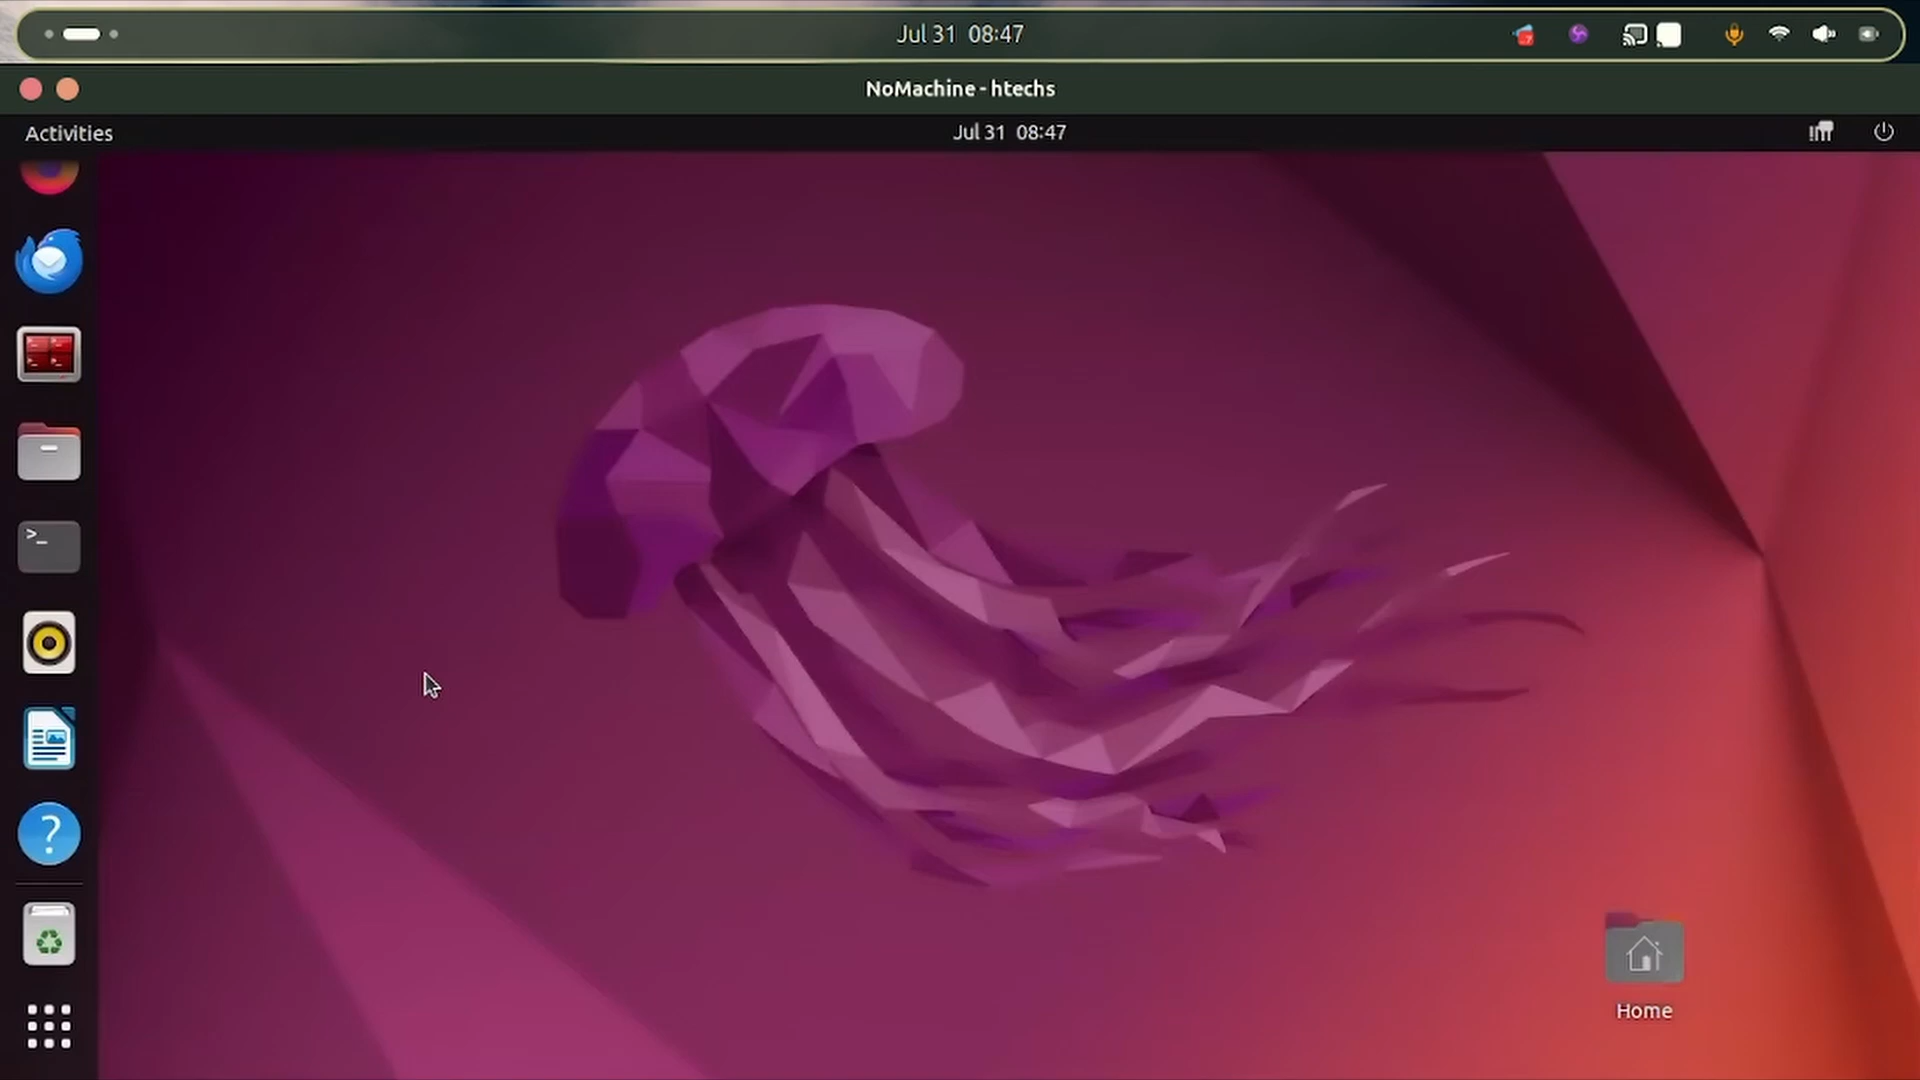 Jul 31 08:47
NoMachine - htechs
Activities
Jul 31 08:47
>_
?
Home